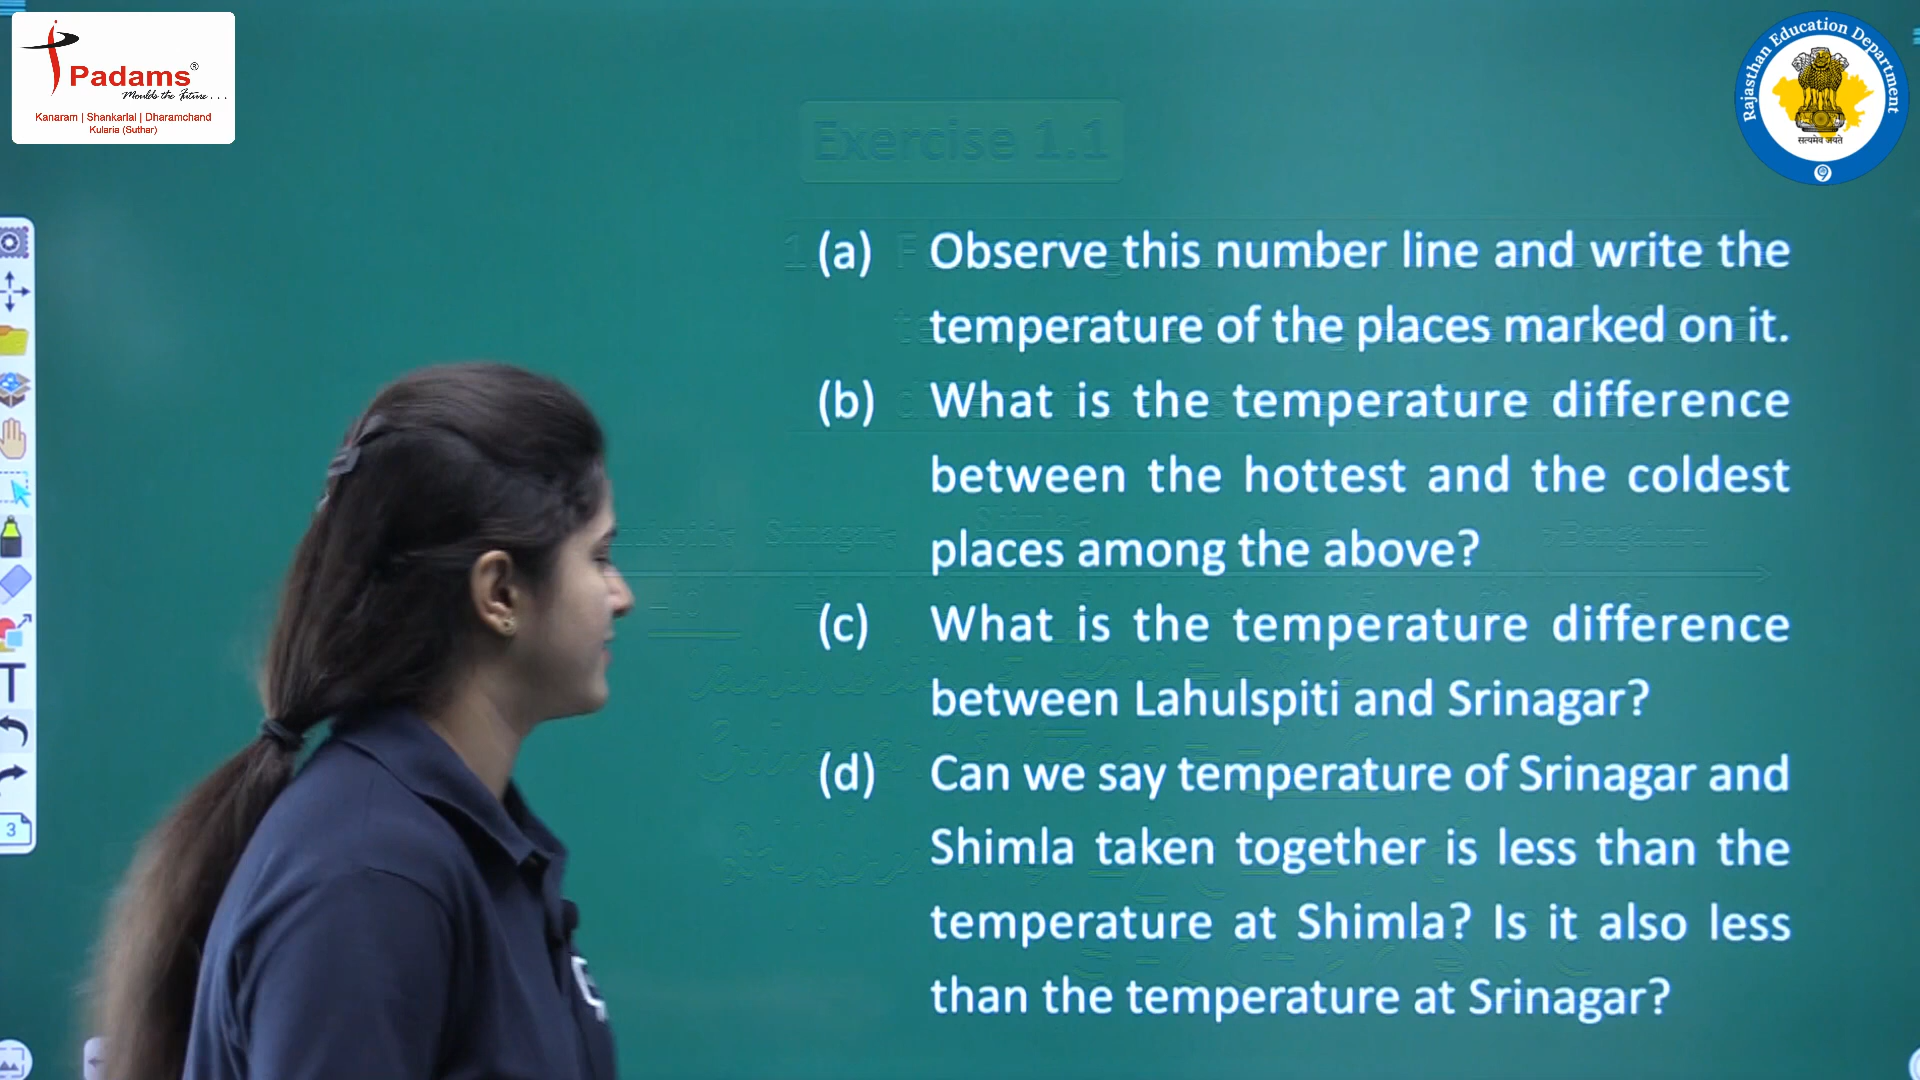 Padams®
Moulds the Future...
Kanaram | Shankarlal | Dharamchand
Kularia (Suthar)
Rajasthan Education Department
सत्यमेव जयते
Exercise 1.1
(a) Observe this number line and write the
temperature of the places marked on it.
(b) What is the temperature difference
between the hottest and the coldest
places among the above?
(c) What is the temperature difference
between Lahulspiti and Srinagar?
(d) Can we say temperature of Srinagar and
Shimla taken together is less than the
temperature at Shimla? Is it also less
than the temperature at Srinagar?
T
3